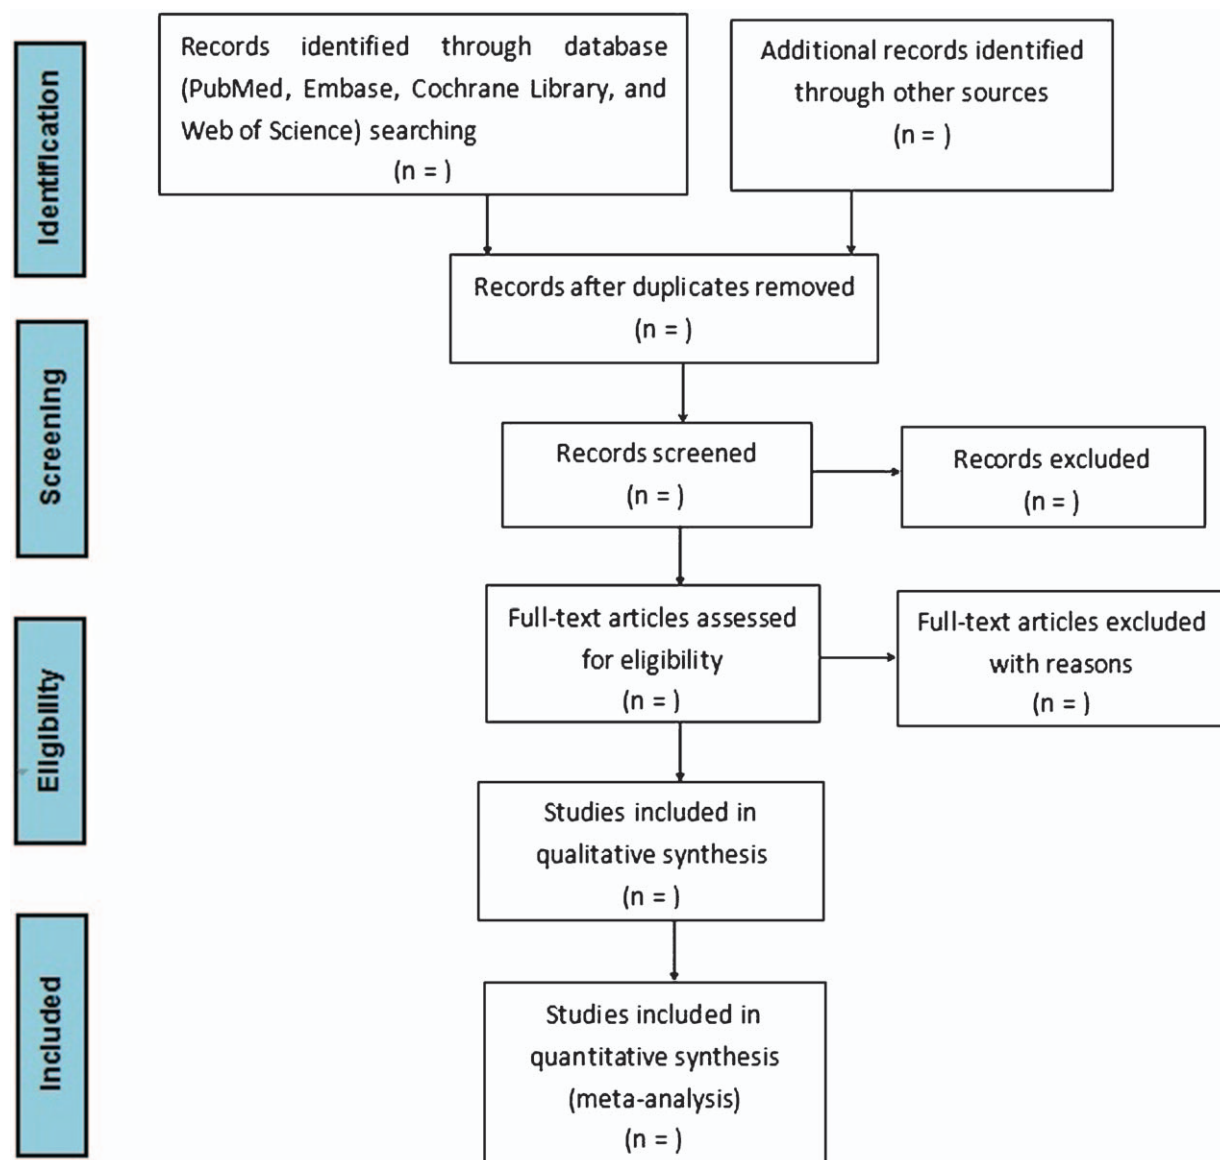 Identification
Records identified through database
(PubMed, Embase, Cochrane Library, and
Web of Science) searching
(n = )
Additional records identified
through other sources
(n = )
Records after duplicates removed
(n = )
Screening
Records screened
(n = )
Records excluded
(n = )
Eligibility
Full-text articles assessed
for eligibility
(n = )
Full-text articles excluded
with reasons
(n = )
Studies included in
qualitative synthesis
(n = )
Included
Studies included in
quantitative synthesis
(meta-analysis)
(n = )